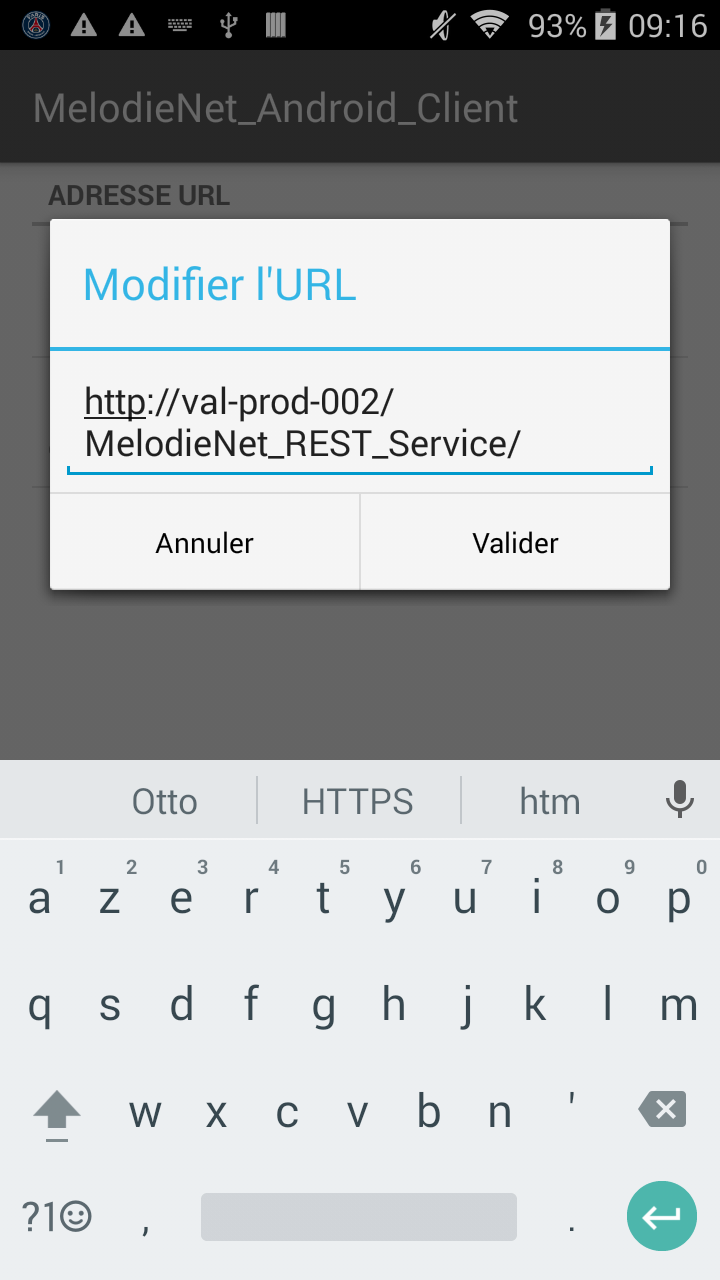 93% 09:16
MelodieNet_Android_Client
ADRESSE URL
Modifier l'URL
http://val-prod-002/
MelodieNet_REST_Service/
Annuler Valider
Otto HTTPS htm
1 2 3 4 5 6 7 8 9 0
a z e r t y u i o p
q s d f g h j k l m
w x c v b n '
?1☺ , .